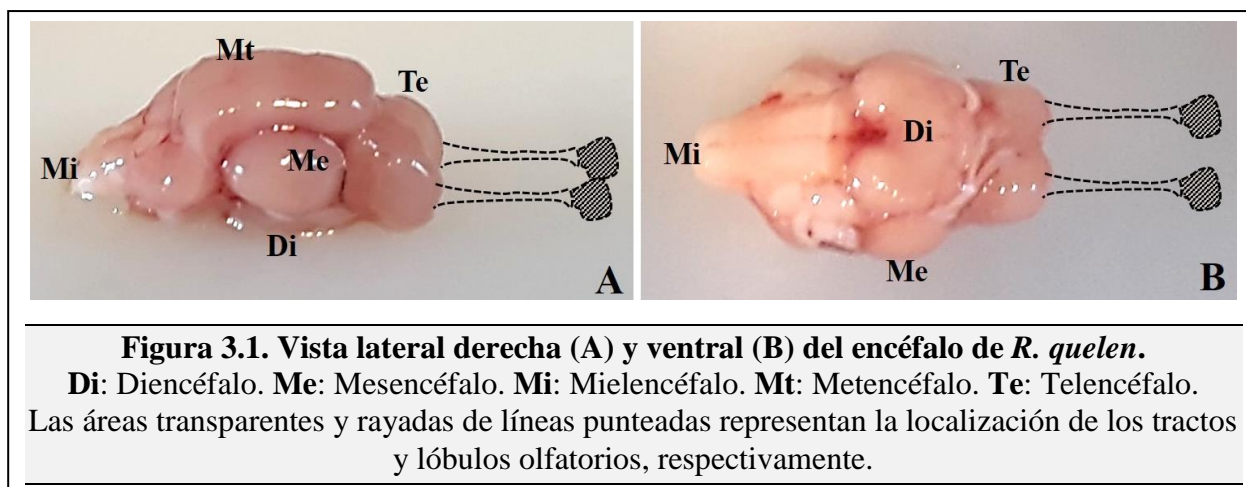 Mt
Te
Mi
Me
Di
A
Te
Di
Mi
Me
B
Figura 3.1. Vista lateral derecha (A) y ventral (B) del encéfalo de R. quelen.
Di: Diencéfalo. Me: Mesencéfalo. Mi: Mielencéfalo. Mt: Metencéfalo. Te: Telencéfalo.
Las áreas transparentes y rayadas de líneas punteadas representan la localización de los tractos
y lóbulos olfatorios, respectivamente.